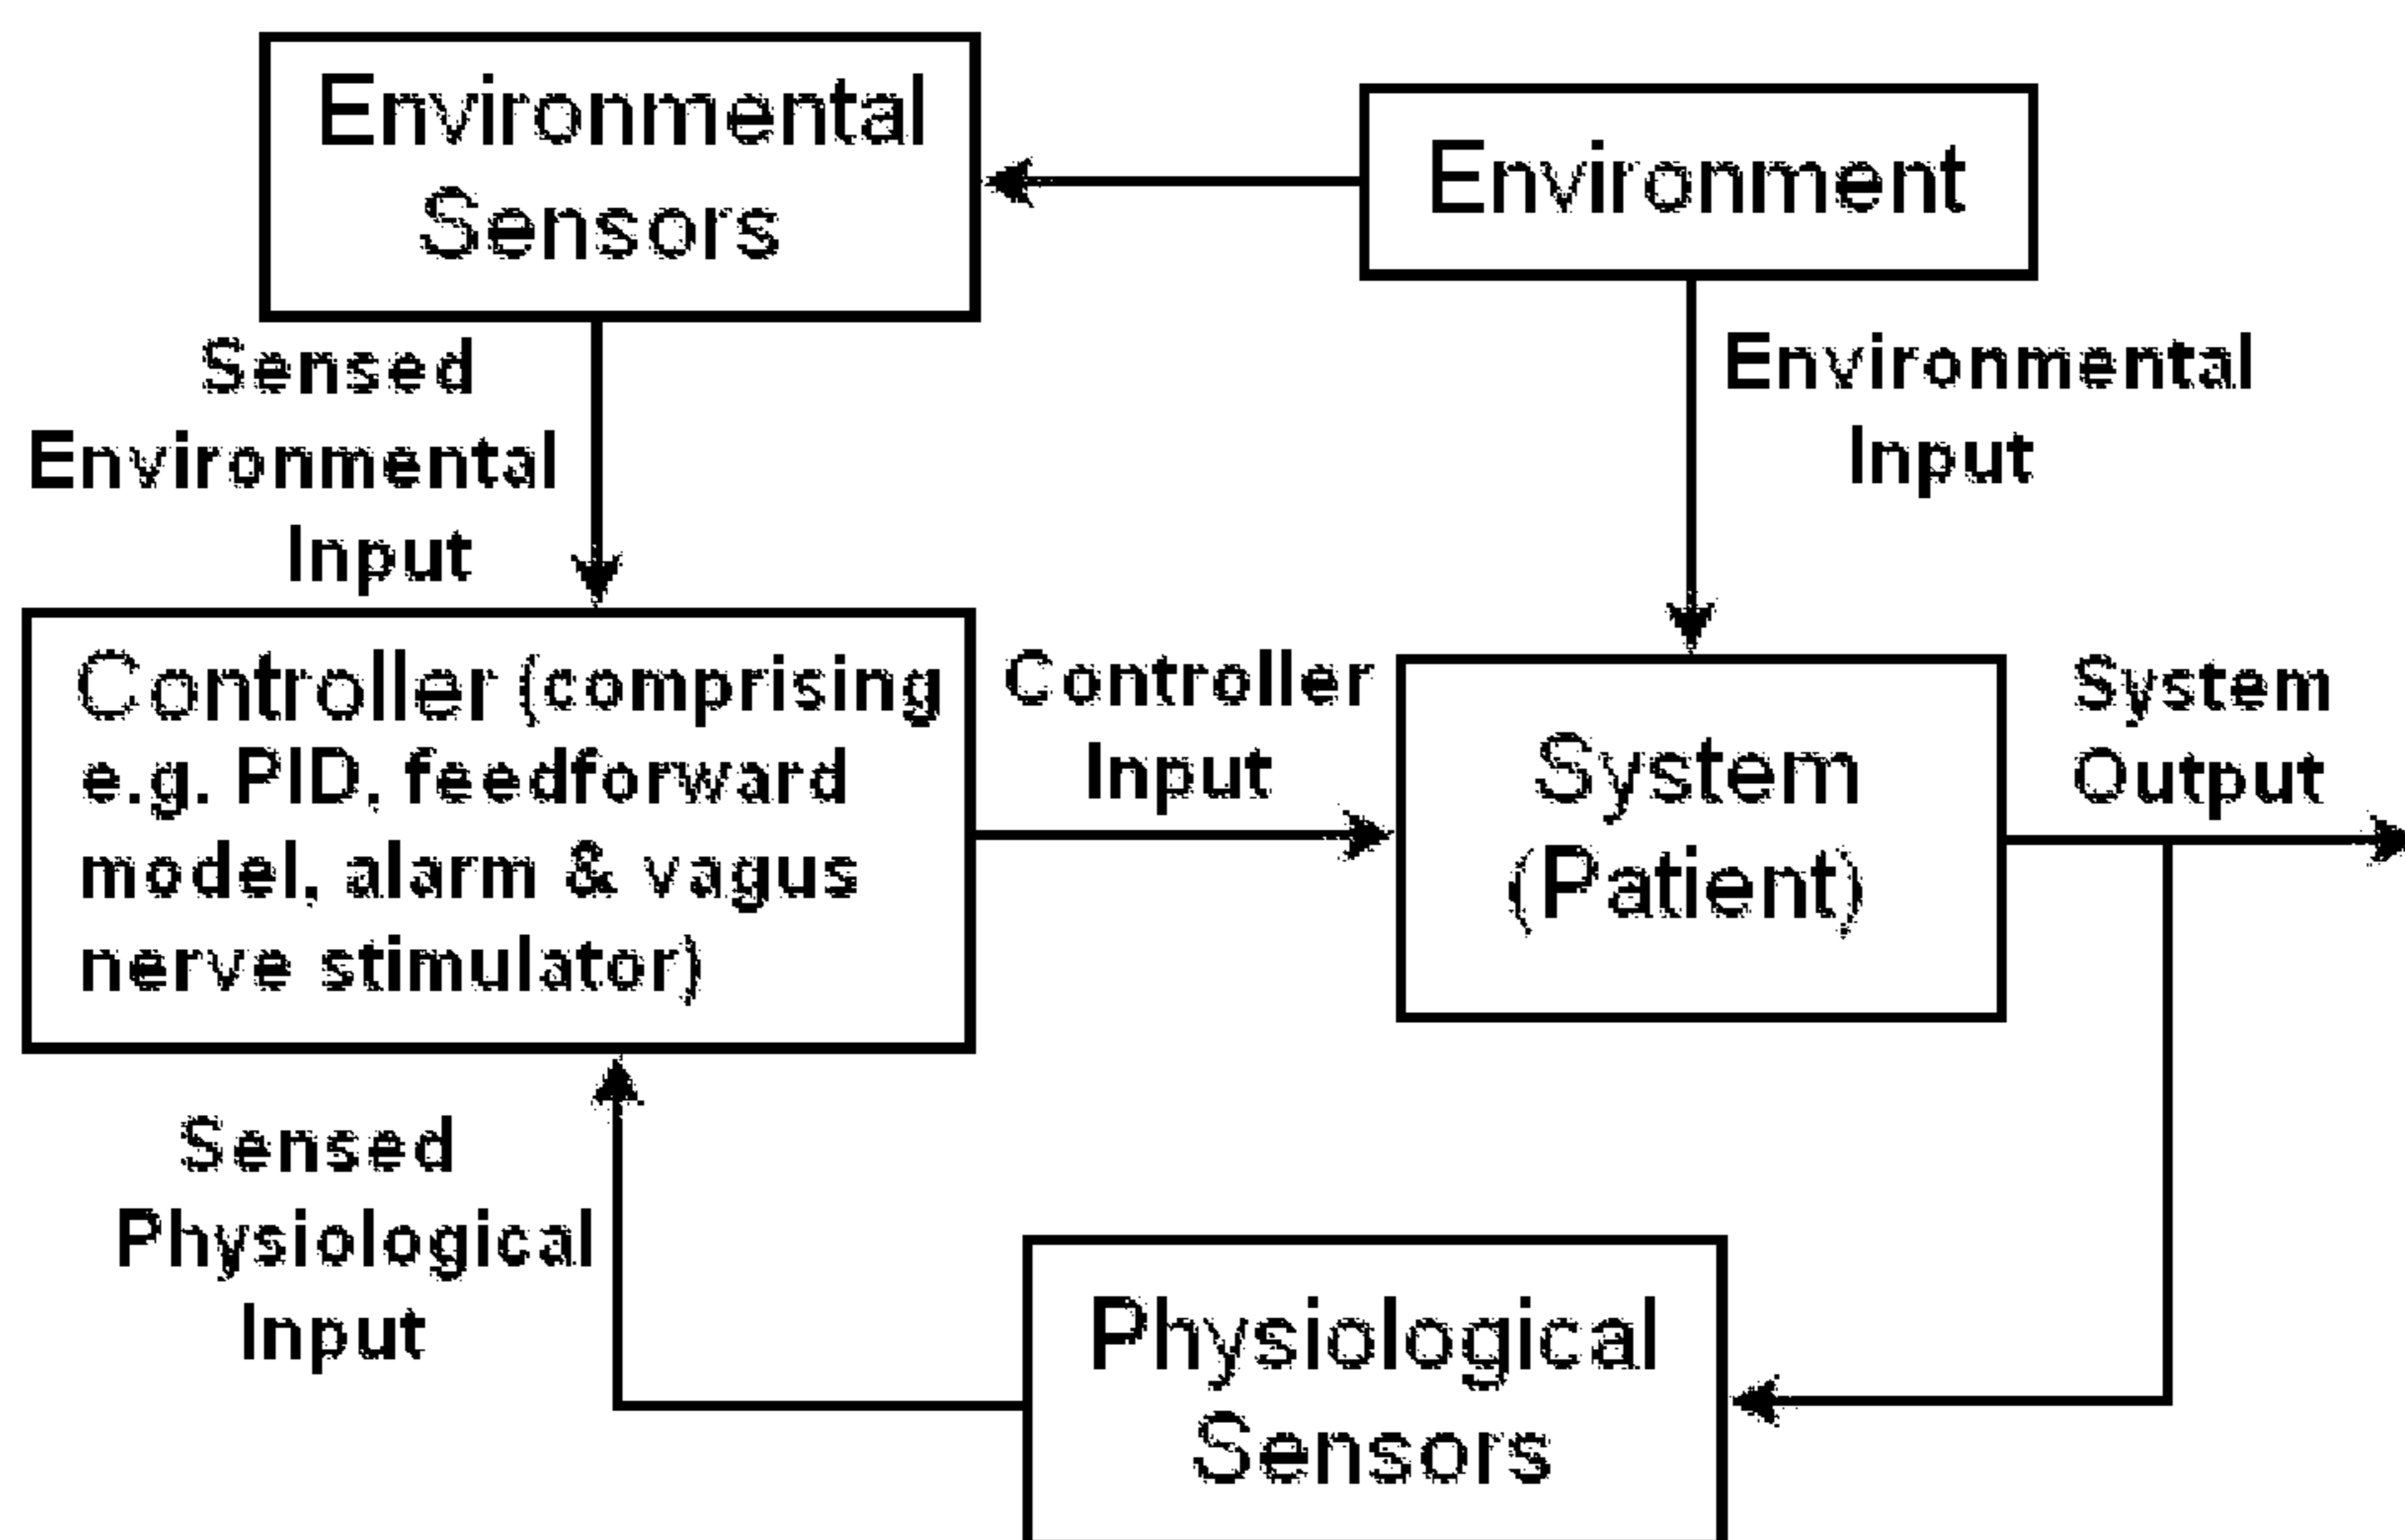 Environmental
Sensors
Environment
Sensed
Environmental
Input
Environmental
Input
Controller (comprising
e.g. PID, feedforward
model, alarm & vagus
nerve stimulator)
Controller
Input
System
(Patient)
System
Output
Sensed
Physiological
Input
Physiological
Sensors